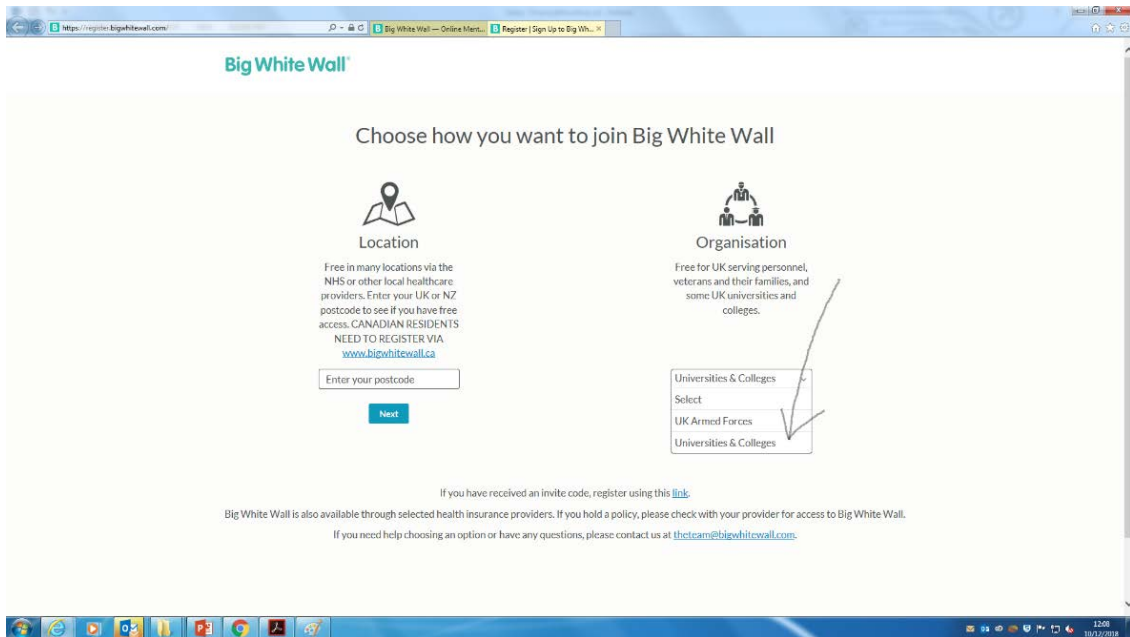 https://register.bigwhitewall.com/
Big White Wall — Online Ment...
Register | Sign Up to Big Wh...
Big White Wall
Choose how you want to join Big White Wall
Location
Free in many locations via the
NHS or other local healthcare
providers. Enter your UK or NZ
postcode to see if you have free
access. CANADIAN RESIDENTS
NEED TO REGISTER VIA
www.bigwhitewall.ca
Enter your postcode
Next
Organisation
Free for UK serving personnel,
veterans and their families, and
some UK universities and
colleges.
Universities & Colleges
Select
UK Armed Forces
Universities & Colleges
If you have received an invite code, register using this link.
Big White Wall is also available through selected health insurance providers. If you hold a policy, please check with your provider for access to Big White Wall.
If you need help choosing an option or have any questions, please contact us at theteam@bigwhitewall.com.
12:08
10/12/2018